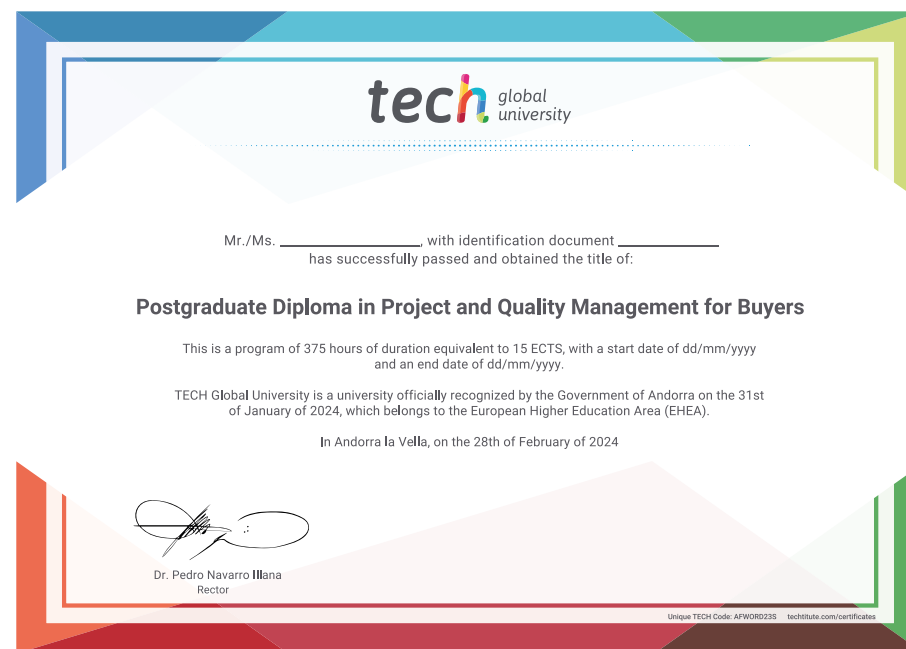 tech global
university
Mr./Ms. ____________, with identification document ____________
has successfully passed and obtained the title of:
Postgraduate Diploma in Project and Quality Management for Buyers
This is a program of 375 hours of duration equivalent to 15 ECTS, with a start date of dd/mm/yyyy
and an end date of dd/mm/yyyy.
TECH Global University is a university officially recognized by the Government of Andorra on the 31st
of January of 2024, which belongs to the European Higher Education Area (EHEA).
In Andorra la Vella, on the 28th of February of 2024
Dr. Pedro Navarro Illana
Rector
Unique TECH Code: AFWORD23S techtitute.com/certificates